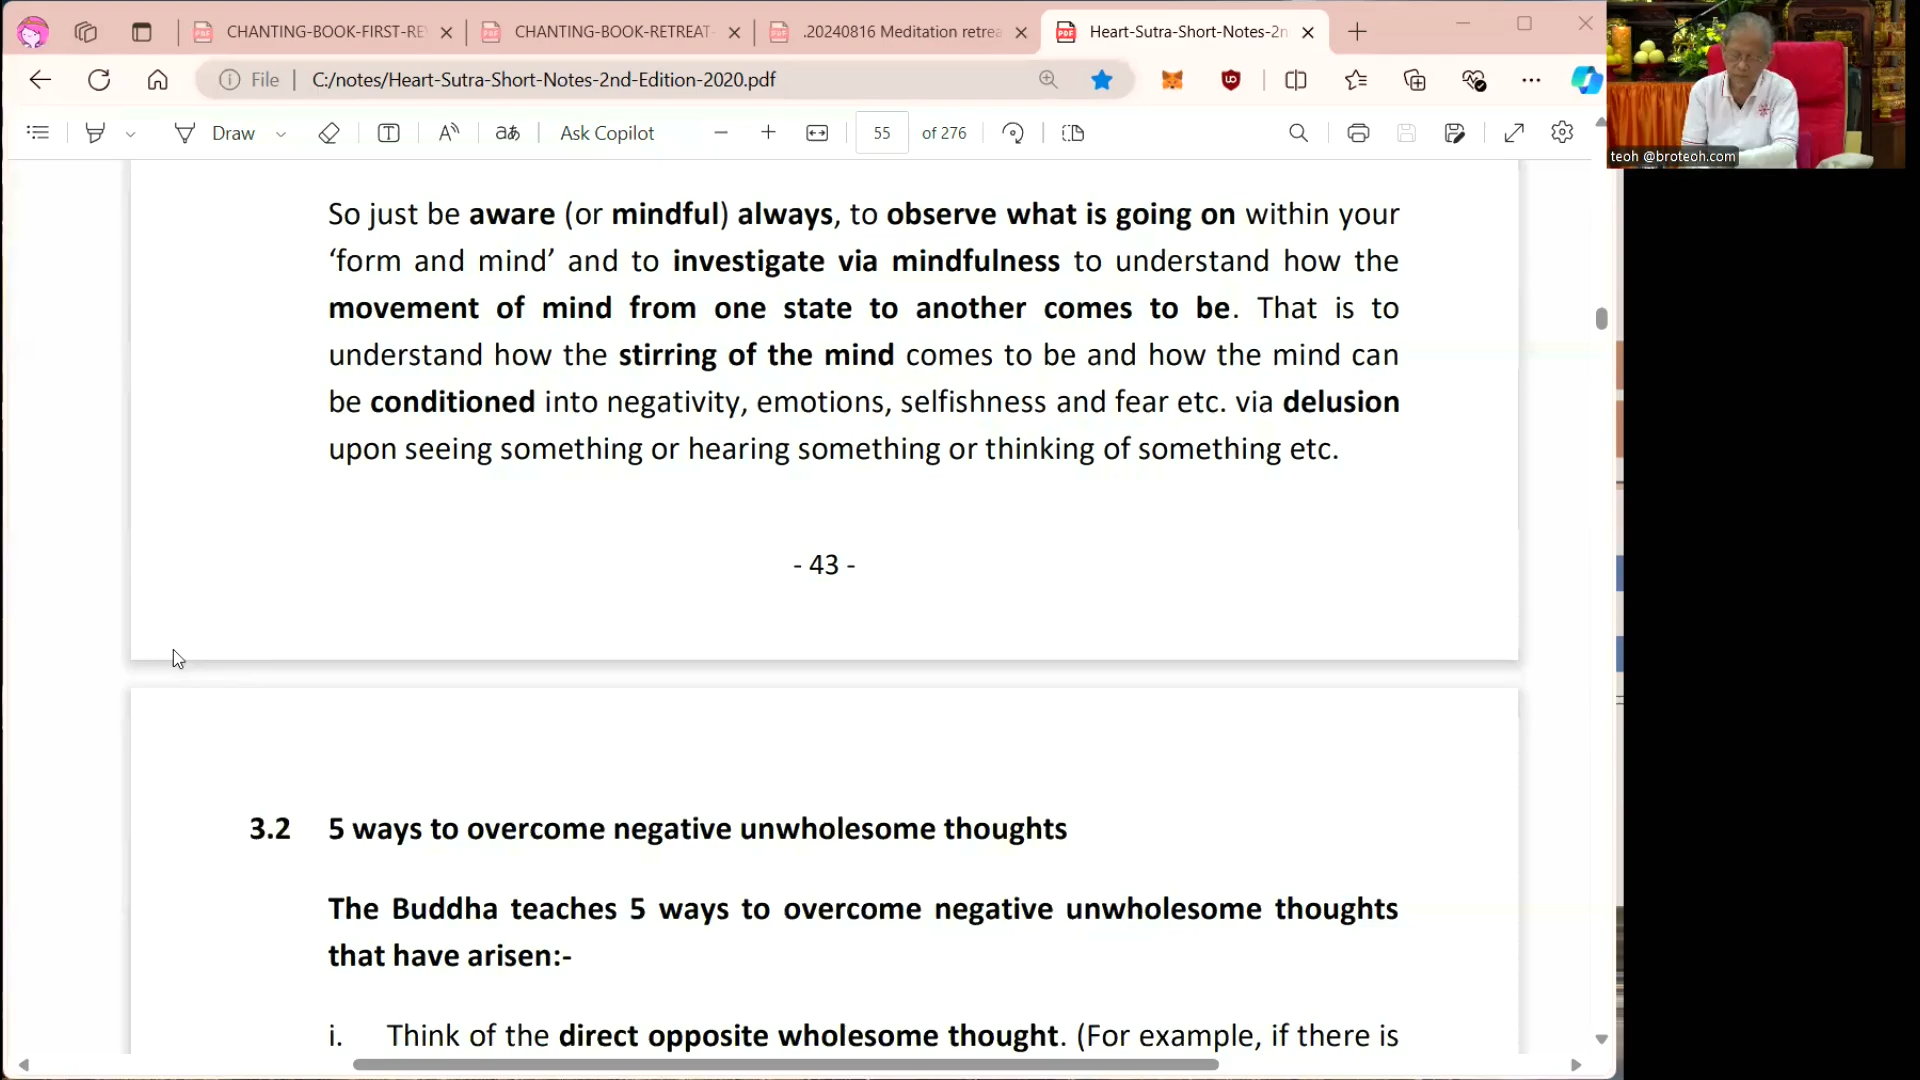 CHANTING-BOOK-FIRST-RE
CHANTING-BOOK-RETREAT-
.20240816 Meditation retrea
Heart-Sutra-Short-Notes-2n
File
C:/notes/Heart-Sutra-Short-Notes-2nd-Edition-2020.pdf
Draw
Ask Copilot
55 of 276
teoh @broteoh.com
So just be aware (or mindful) always, to observe what is going on within your
‘form and mind’ and to investigate via mindfulness to understand how the
movement of mind from one state to another comes to be. That is to
understand how the stirring of the mind comes to be and how the mind can
be conditioned into negativity, emotions, selfishness and fear etc. via delusion
upon seeing something or hearing something or thinking of something etc.
- 43 -
3.2 5 ways to overcome negative unwholesome thoughts
The Buddha teaches 5 ways to overcome negative unwholesome thoughts
that have arisen:-
i. Think of the direct opposite wholesome thought. (For example, if there is